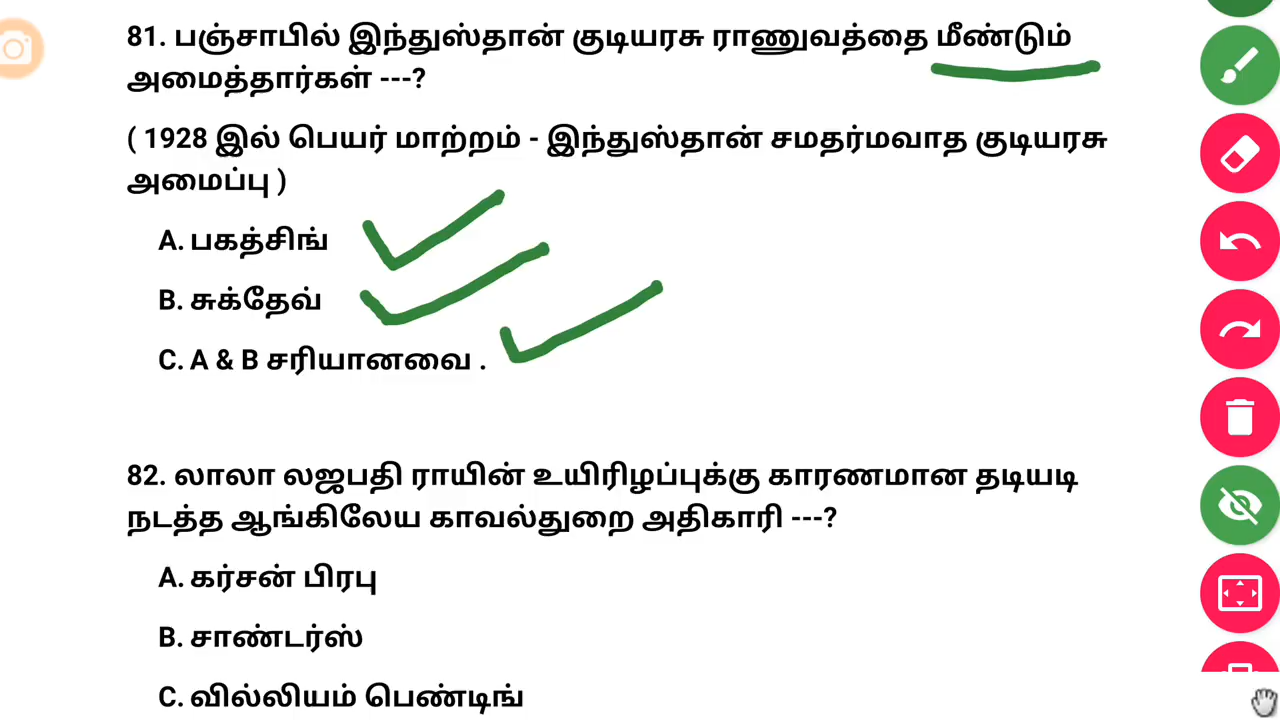 81. பஞ்சாபில் இந்துஸ்தான் குடியரசு ராணுவத்தை மீண்டும்
அமைத்தார்கள் ---?
( 1928 இல் பெயர் மாற்றம் - இந்துஸ்தான் சமதர்மவாத குடியரசு
அமைப்பு )
A. பகத்சிங்
B. சுக்தேவ்
C. A & B சரியானவை .
82. லாலா லஜபதி ராயின் உயிரிழப்புக்கு காரணமான தடியடி
நடத்த ஆங்கிலேய காவல்துறை அதிகாரி ---?
A. கர்சன் பிரபு
B. சாண்டர்ஸ்
C. வில்லியம் பெண்டிங்